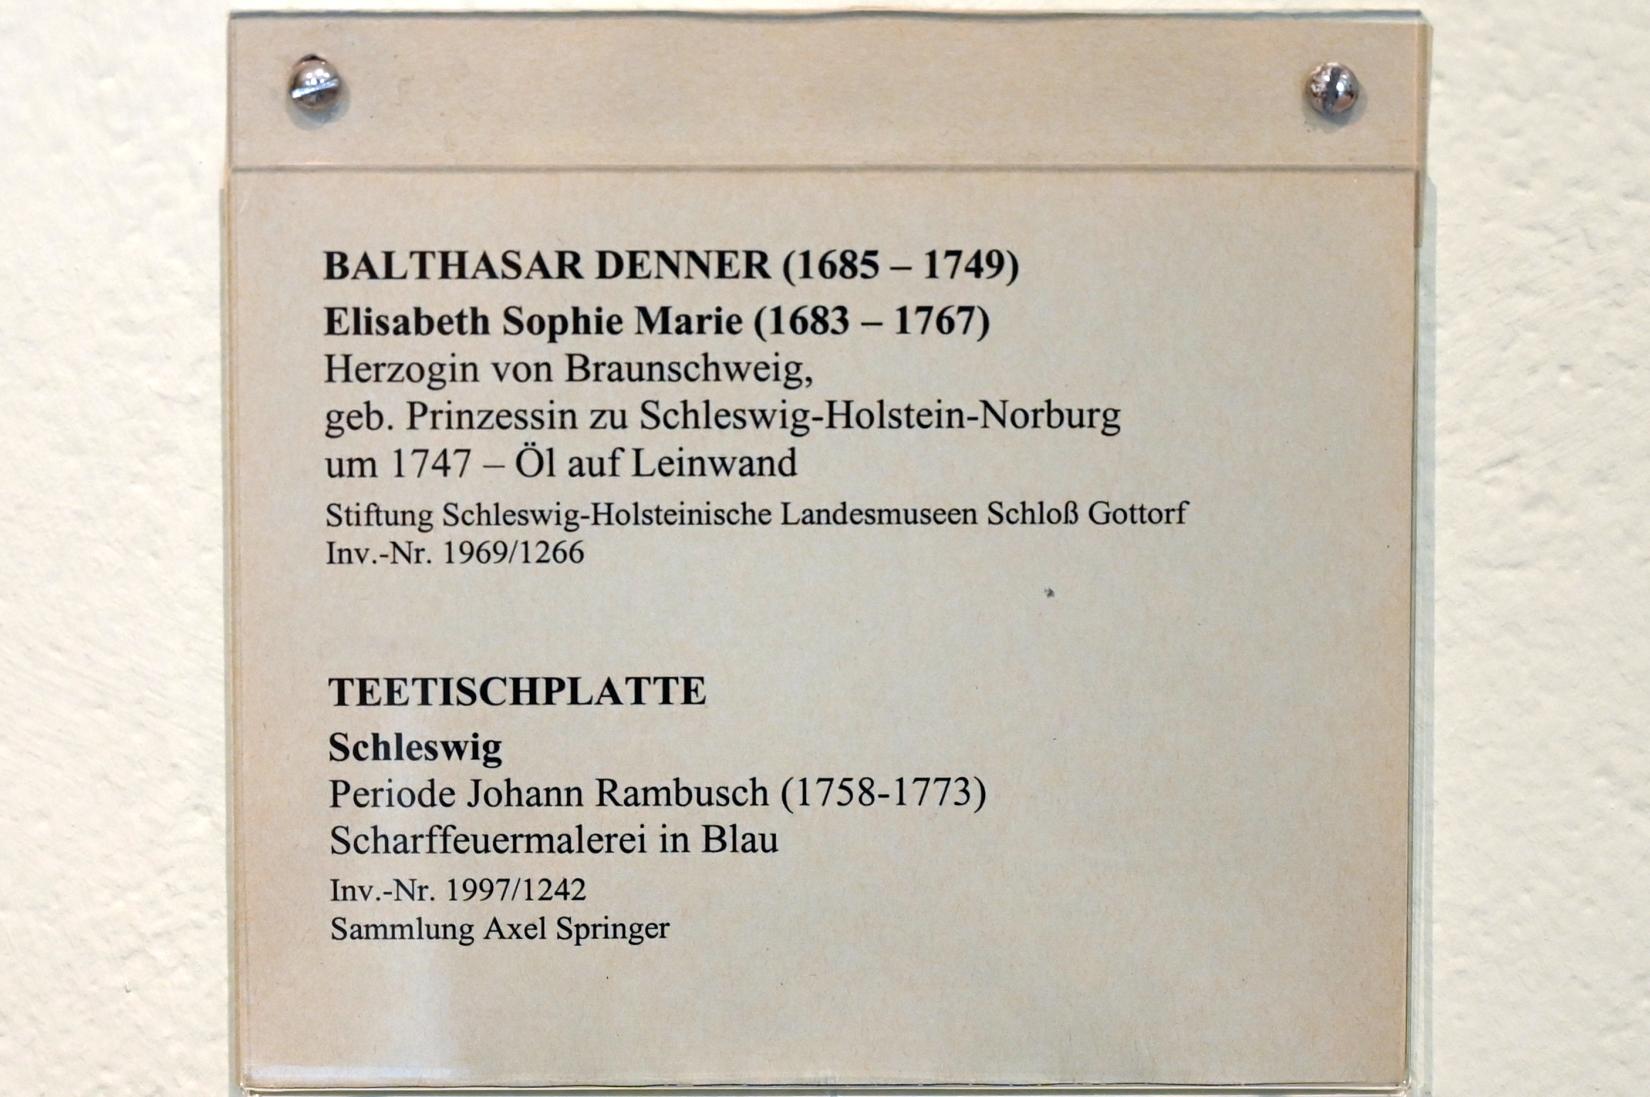 BALTHASAR DENNER (1685 – 1749)
Elisabeth Sophie Marie (1683 – 1767)
Herzogin von Braunschweig,
geb. Prinzessin zu Schleswig-Holstein-Norburg
um 1747 – Öl auf Leinwand
Stiftung Schleswig-Holsteinische Landesmuseen Schloß Gottorf
Inv.-Nr. 1969/1266
TEETISCHPLATTE
Schleswig
Periode Johann Rambusch (1758-1773)
Scharffeuermalerei in Blau
Inv.-Nr. 1997/1242
Sammlung Axel Springer